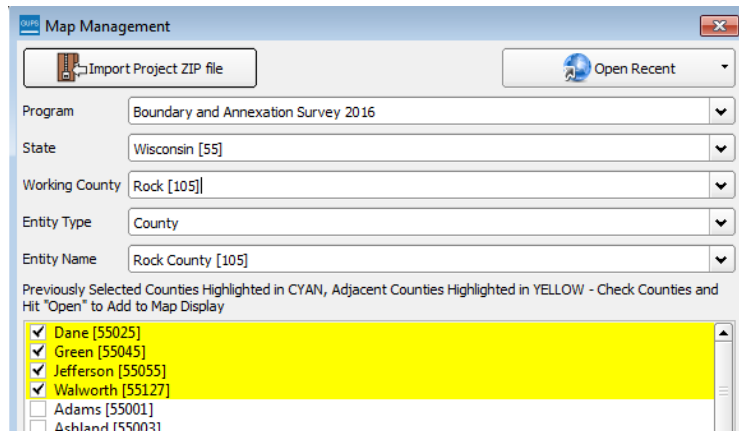 GUPS Map Management
Import Project ZIP file
Open Recent
Program Boundary and Annexation Survey 2016
State Wisconsin [55]
Working County Rock [105]
Entity Type County
Entity Name Rock County [105]
Previously Selected Counties Highlighted in CYAN, Adjacent Counties Highlighted in YELLOW - Check Counties and
Hit "Open" to Add to Map Display
Dane [55025]
Green [55045]
Jefferson [55055]
Walworth [55127]
Adams [55001]
Ashland [55003]